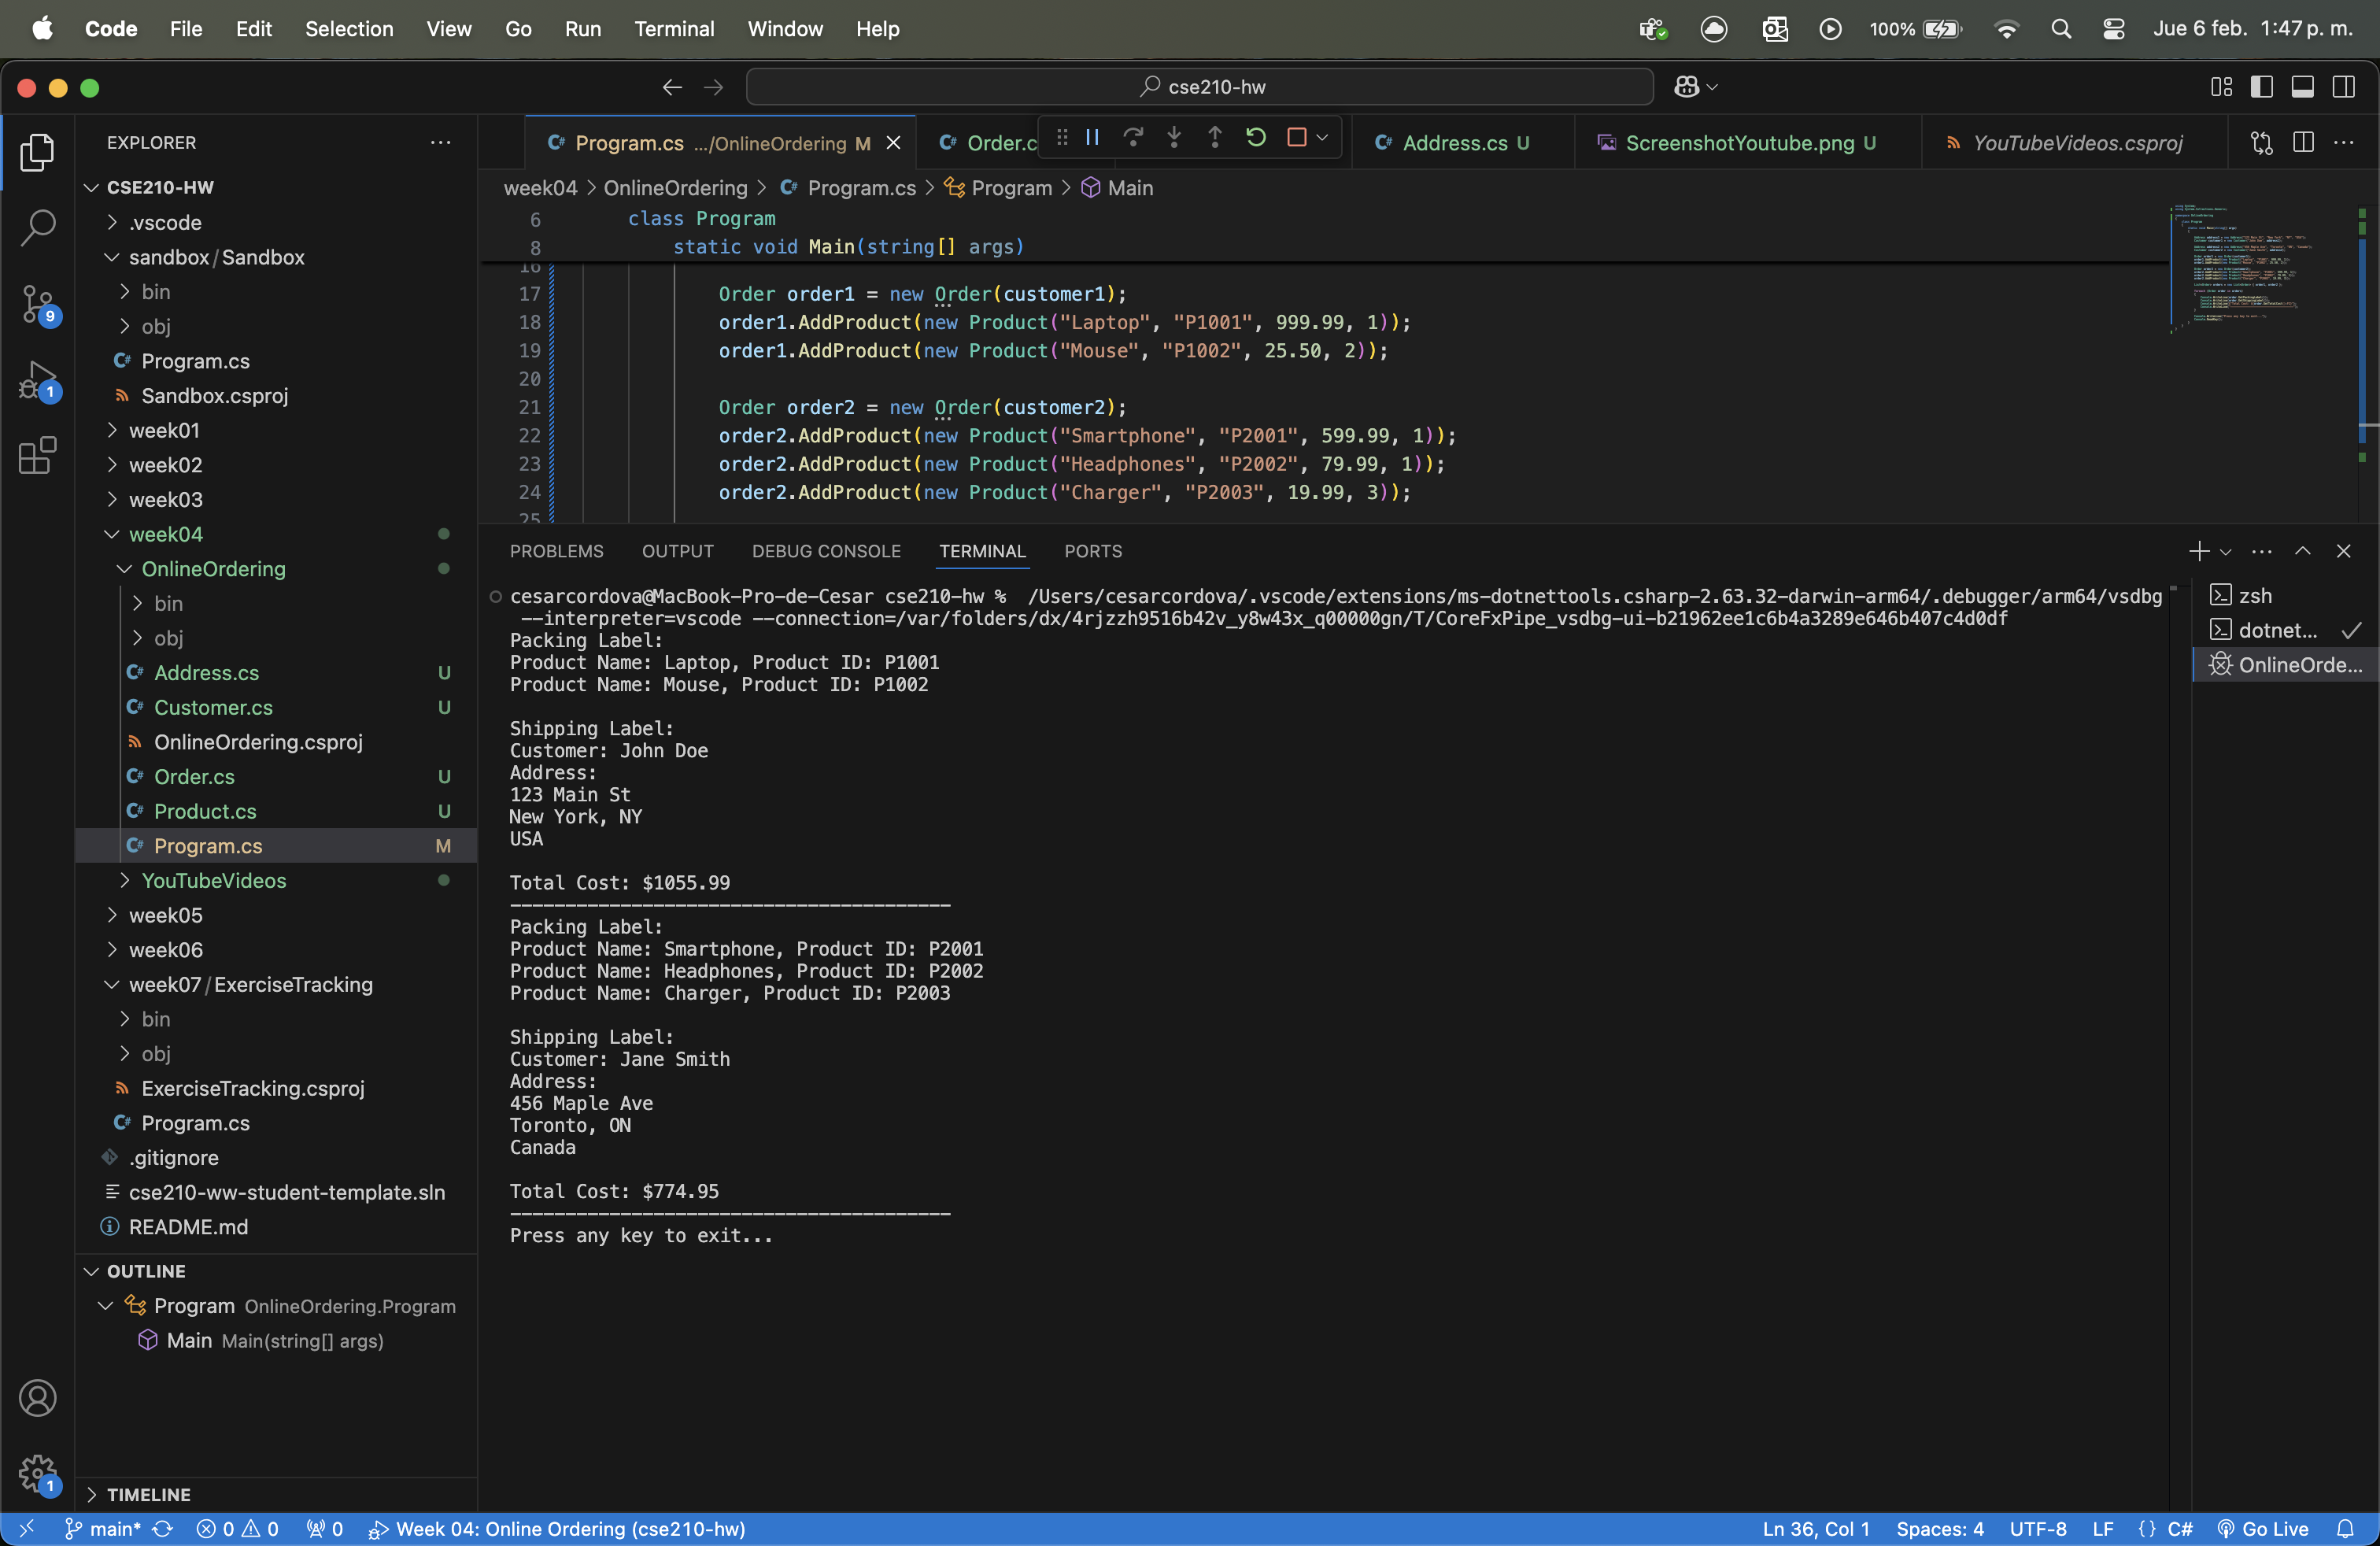 Code File Edit Selection View Go Run Terminal Window Help 100% Jue 6 feb. 1:47 p. m.
cse210-hw
EXPLORER
CSE210-HW
.vscode
sandbox / Sandbox
bin
obj
Program.cs
Sandbox.csproj
week01
week02
week03
week04
OnlineOrdering
bin
obj
Address.cs U
Customer.cs U
OnlineOrdering.csproj
Order.cs U
Product.cs U
Program.cs M
YouTubeVideos
week05
week06
week07 / ExerciseTracking
bin
obj
ExerciseTracking.csproj
Program.cs
.gitignore
cse210-ww-student-template.sln
README.md
OUTLINE
Program OnlineOrdering.Program
Main Main(string[] args)
TIMELINE
9
1
1
Program.cs .../OnlineOrdering M Order.c Address.cs U ScreenshotYoutube.png U YouTubeVideos.csproj
week04 > OnlineOrdering > Program.cs > Program > Main
6 class Program
8 static void Main(string[] args)
16
17 Order order1 = new Order(customer1);
18 order1.AddProduct(new Product("Laptop", "P1001", 999.99, 1));
19 order1.AddProduct(new Product("Mouse", "P1002", 25.50, 2));
20
21 Order order2 = new Order(customer2);
22 order2.AddProduct(new Product("Smartphone", "P2001", 599.99, 1));
23 order2.AddProduct(new Product("Headphones", "P2002", 79.99, 1));
24 order2.AddProduct(new Product("Charger", "P2003", 19.99, 3));
25
PROBLEMS OUTPUT DEBUG CONSOLE TERMINAL PORTS
cesarcordova@MacBook-Pro-de-Cesar cse210-hw % /Users/cesarcordova/.vscode/extensions/ms-dotnettools.csharp-2.63.32-darwin-arm64/.debugger/arm64/vsdbg
--interpreter=vscode --connection=/var/folders/dx/4rjzzh9516b42v_y8w43x_q00000gn/T/CoreFxPipe_vsdbg-ui-b21962ee1c6b4a3289e646b407c4d0df
Packing Label:
Product Name: Laptop, Product ID: P1001
Product Name: Mouse, Product ID: P1002
Shipping Label:
Customer: John Doe
Address:
123 Main St
New York, NY
USA
Total Cost: $1055.99
----------------------------------------
Packing Label:
Product Name: Smartphone, Product ID: P2001
Product Name: Headphones, Product ID: P2002
Product Name: Charger, Product ID: P2003
Shipping Label:
Customer: Jane Smith
Address:
456 Maple Ave
Toronto, ON
Canada
Total Cost: $774.95
----------------------------------------
Press any key to exit...
zsh
dotnet...
OnlineOrde...
main* 0 0 0 Week 04: Online Ordering (cse210-hw) Ln 36, Col 1 Spaces: 4 UTF-8 LF {} C# Go Live